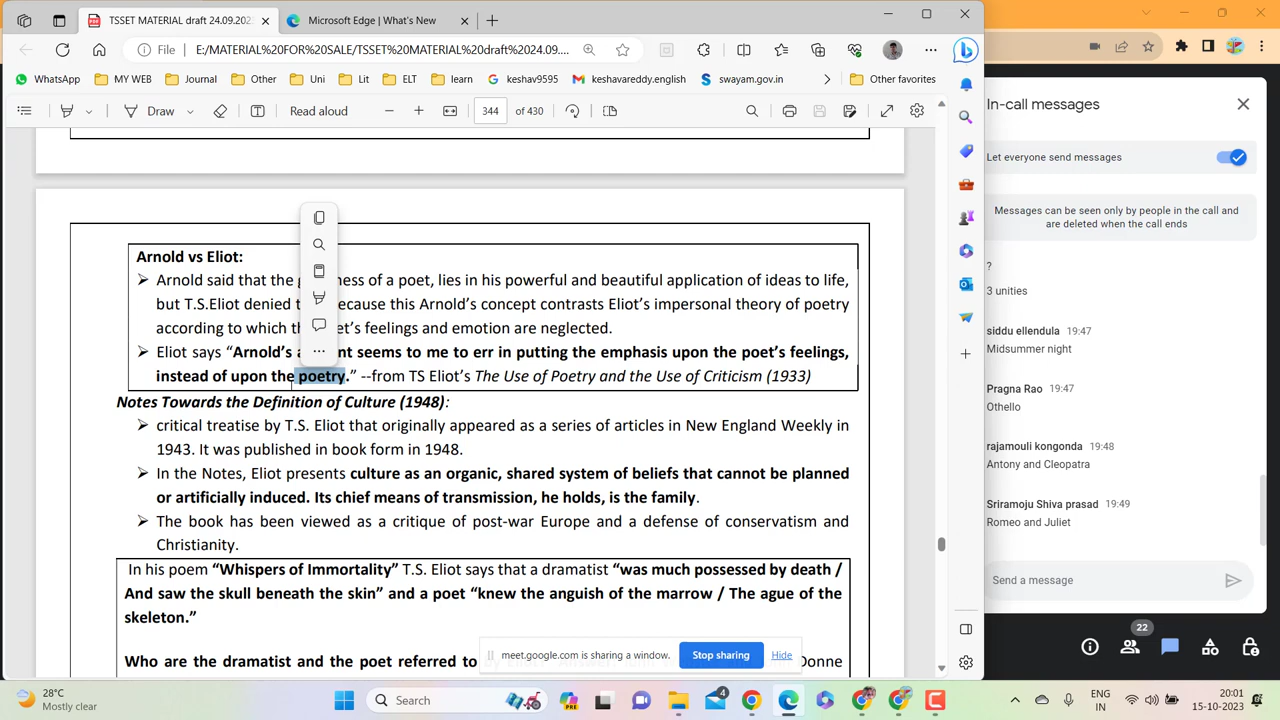 TSSET MATERIAL draft 24.09.202
Microsoft Edge | What's New
File
E:/MATERIAL%20FOR%20SALE/TSSET%20MATERIAL%20draft%2024.09....
WhatsApp
MY WEB
Journal
Other
Uni
Lit
ELT
learn
keshav9595
keshavareddy.english
swayam.gov.in
Other favorites
Draw
Read aloud
344 of 430
Arnold vs Eliot:
Arnold said that the g ness of a poet, lies in his powerful and beautiful application of ideas to life,
but T.S.Eliot denied t ecause this Arnold's concept contrasts Eliot's impersonal theory of poetry
according to which th et's feelings and emotion are neglected.
Eliot says “Arnold's a nt seems to me to err in putting the emphasis upon the poet's feelings,
instead of upon the poetry.” --from TS Eliot's The Use of Poetry and the Use of Criticism (1933)
Notes Towards the Definition of Culture (1948):
critical treatise by T.S. Eliot that originally appeared as a series of articles in New England Weekly in
1943. It was published in book form in 1948.
In the Notes, Eliot presents culture as an organic, shared system of beliefs that cannot be planned
or artificially induced. Its chief means of transmission, he holds, is the family.
The book has been viewed as a critique of post-war Europe and a defense of conservatism and
Christianity.
In his poem “Whispers of Immortality” T.S. Eliot says that a dramatist “was much possessed by death /
And saw the skull beneath the skin” and a poet “knew the anguish of the marrow / The ague of the
skeleton.”
Who are the dramatist and the poet referred to
Donne
meet.google.com is sharing a window.
Stop sharing
Hide
In-call messages
Let everyone send messages
Messages can be seen only by people in the call and
are deleted when the call ends
?
3 unities
siddu ellendula 19:47
Midsummer night
Pragna Rao 19:47
Othello
rajamouli kongonda 19:48
Antony and Cleopatra
Sriramoju Shiva prasad 19:49
Romeo and Juliet
Send a message
22
28°C
Mostly clear
Search
PRE
4
ENG
IN
20:01
15-10-2023